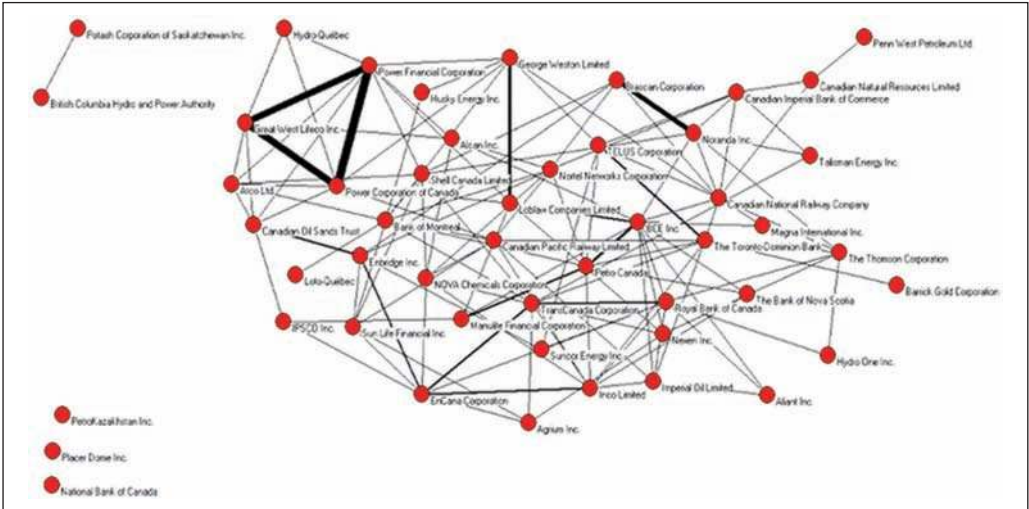 Potash Corporation of Saskatchewan Inc.
Hydro-Québec
Penn West Petroleum Ltd.
George Weston Limited
Power Financial Corporation
Brascan Corporation
Canadian Natural Resources Limited
Husky Energy Inc.
Canadian Imperial Bank of Commerce
British Columbia Hydro and Power Authority
Great West Lifeco Inc.
Noranda Inc.
Alcan Inc.
TELUS Corporation
Talisman Energy Inc.
Shell Canada Limited
Nortel Networks Corporation
Atco Ltd.
Power Corporation of Canada
Canadian National Railway Company
Loblaw Companies Limited
Canadian Oil Sands Trust
Bank of Montreal
BCE Inc.
Magna International Inc.
Canadian Pacific Railway Limited
The Toronto-Dominion Bank
The Thomson Corporation
Enbridge Inc.
Petro-Canada
Loto-Québec
NOVA Chemicals Corporation
Barrick Gold Corporation
The Bank of Nova Scotia
TransCanada Corporation
Royal Bank of Canada
IPSCO Inc.
Sun Life Financial Inc.
Manulife Financial Corporation
Nexen Inc.
Suncor Energy Inc.
Hydro One Inc.
Imperial Oil Limited
Inco Limited
EnCana Corporation
Aliant Inc.
PetroKazakhstan Inc.
Agrium Inc.
Placer Dome Inc.
National Bank of Canada